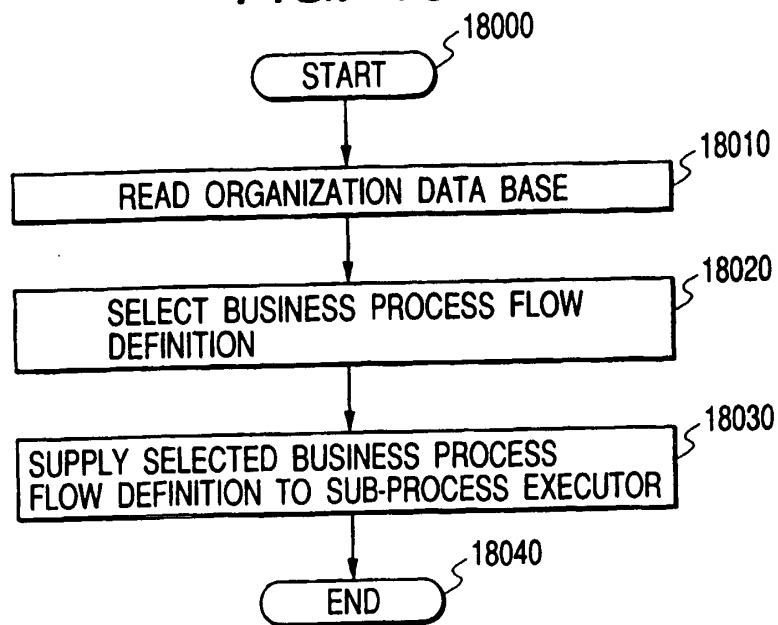 18000
START
18010
READ ORGANIZATION DATA BASE
18020
SELECT BUSINESS PROCESS FLOW
DEFINITION
18030
SUPPLY SELECTED BUSINESS PROCESS
FLOW DEFINITION TO SUB-PROCESS EXECUTOR
18040
END